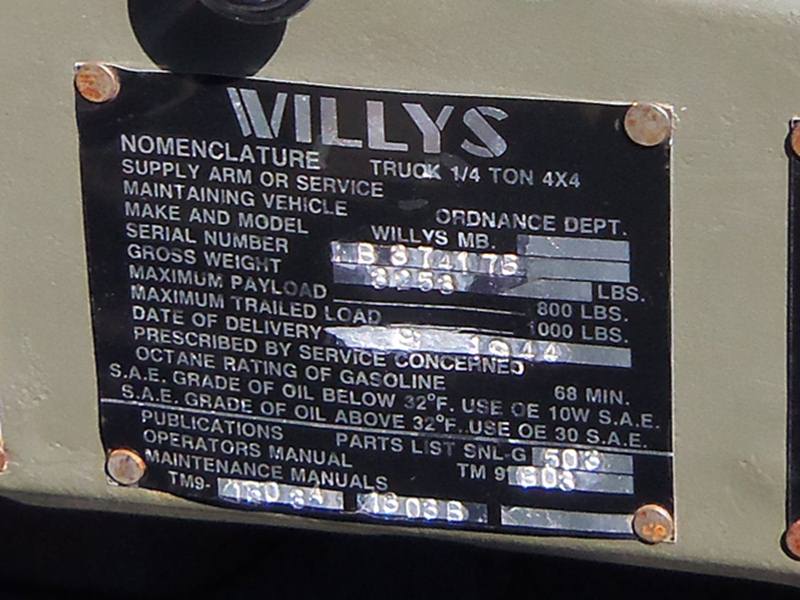 WILLYS
NOMENCLATURE TRUCK 1/4 TON 4X4
SUPPLY ARM OR SERVICE
MAINTAINING VEHICLE ORDNANCE DEPT.
MAKE AND MODEL WILLYS MB.
SERIAL NUMBER
GROSS WEIGHT 3253 LBS.
MAXIMUM PAYLOAD 800 LBS.
MAXIMUM TRAILED LOAD 1000 LBS.
DATE OF DELIVERY 1944
PRESCRIBED BY SERVICE CONCERNED
OCTANE RATING OF GASOLINE 68 MIN.
S.A.E. GRADE OF OIL BELOW 32°F. USE OE 10W S.A.E.
S.A.E. GRADE OF OIL ABOVE 32°F. USE OE 30 S.A.E.
PUBLICATIONS PARTS LIST SNL-G 503
OPERATORS MANUAL TM 9 803
MAINTENANCE MANUALS
TM9- 1803A 1803B